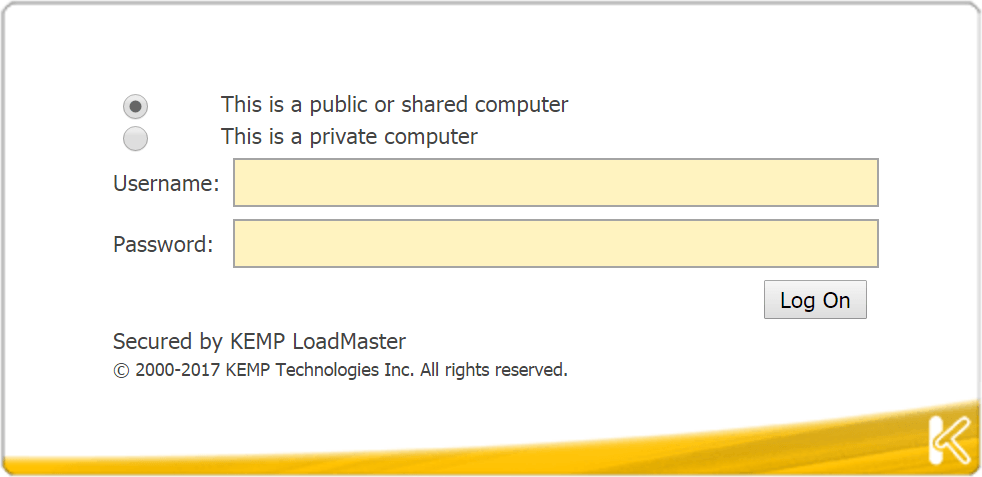 This is a public or shared computer
This is a private computer
Username:
Password:
Log On
Secured by KEMP LoadMaster
© 2000-2017 KEMP Technologies Inc. All rights reserved.
K